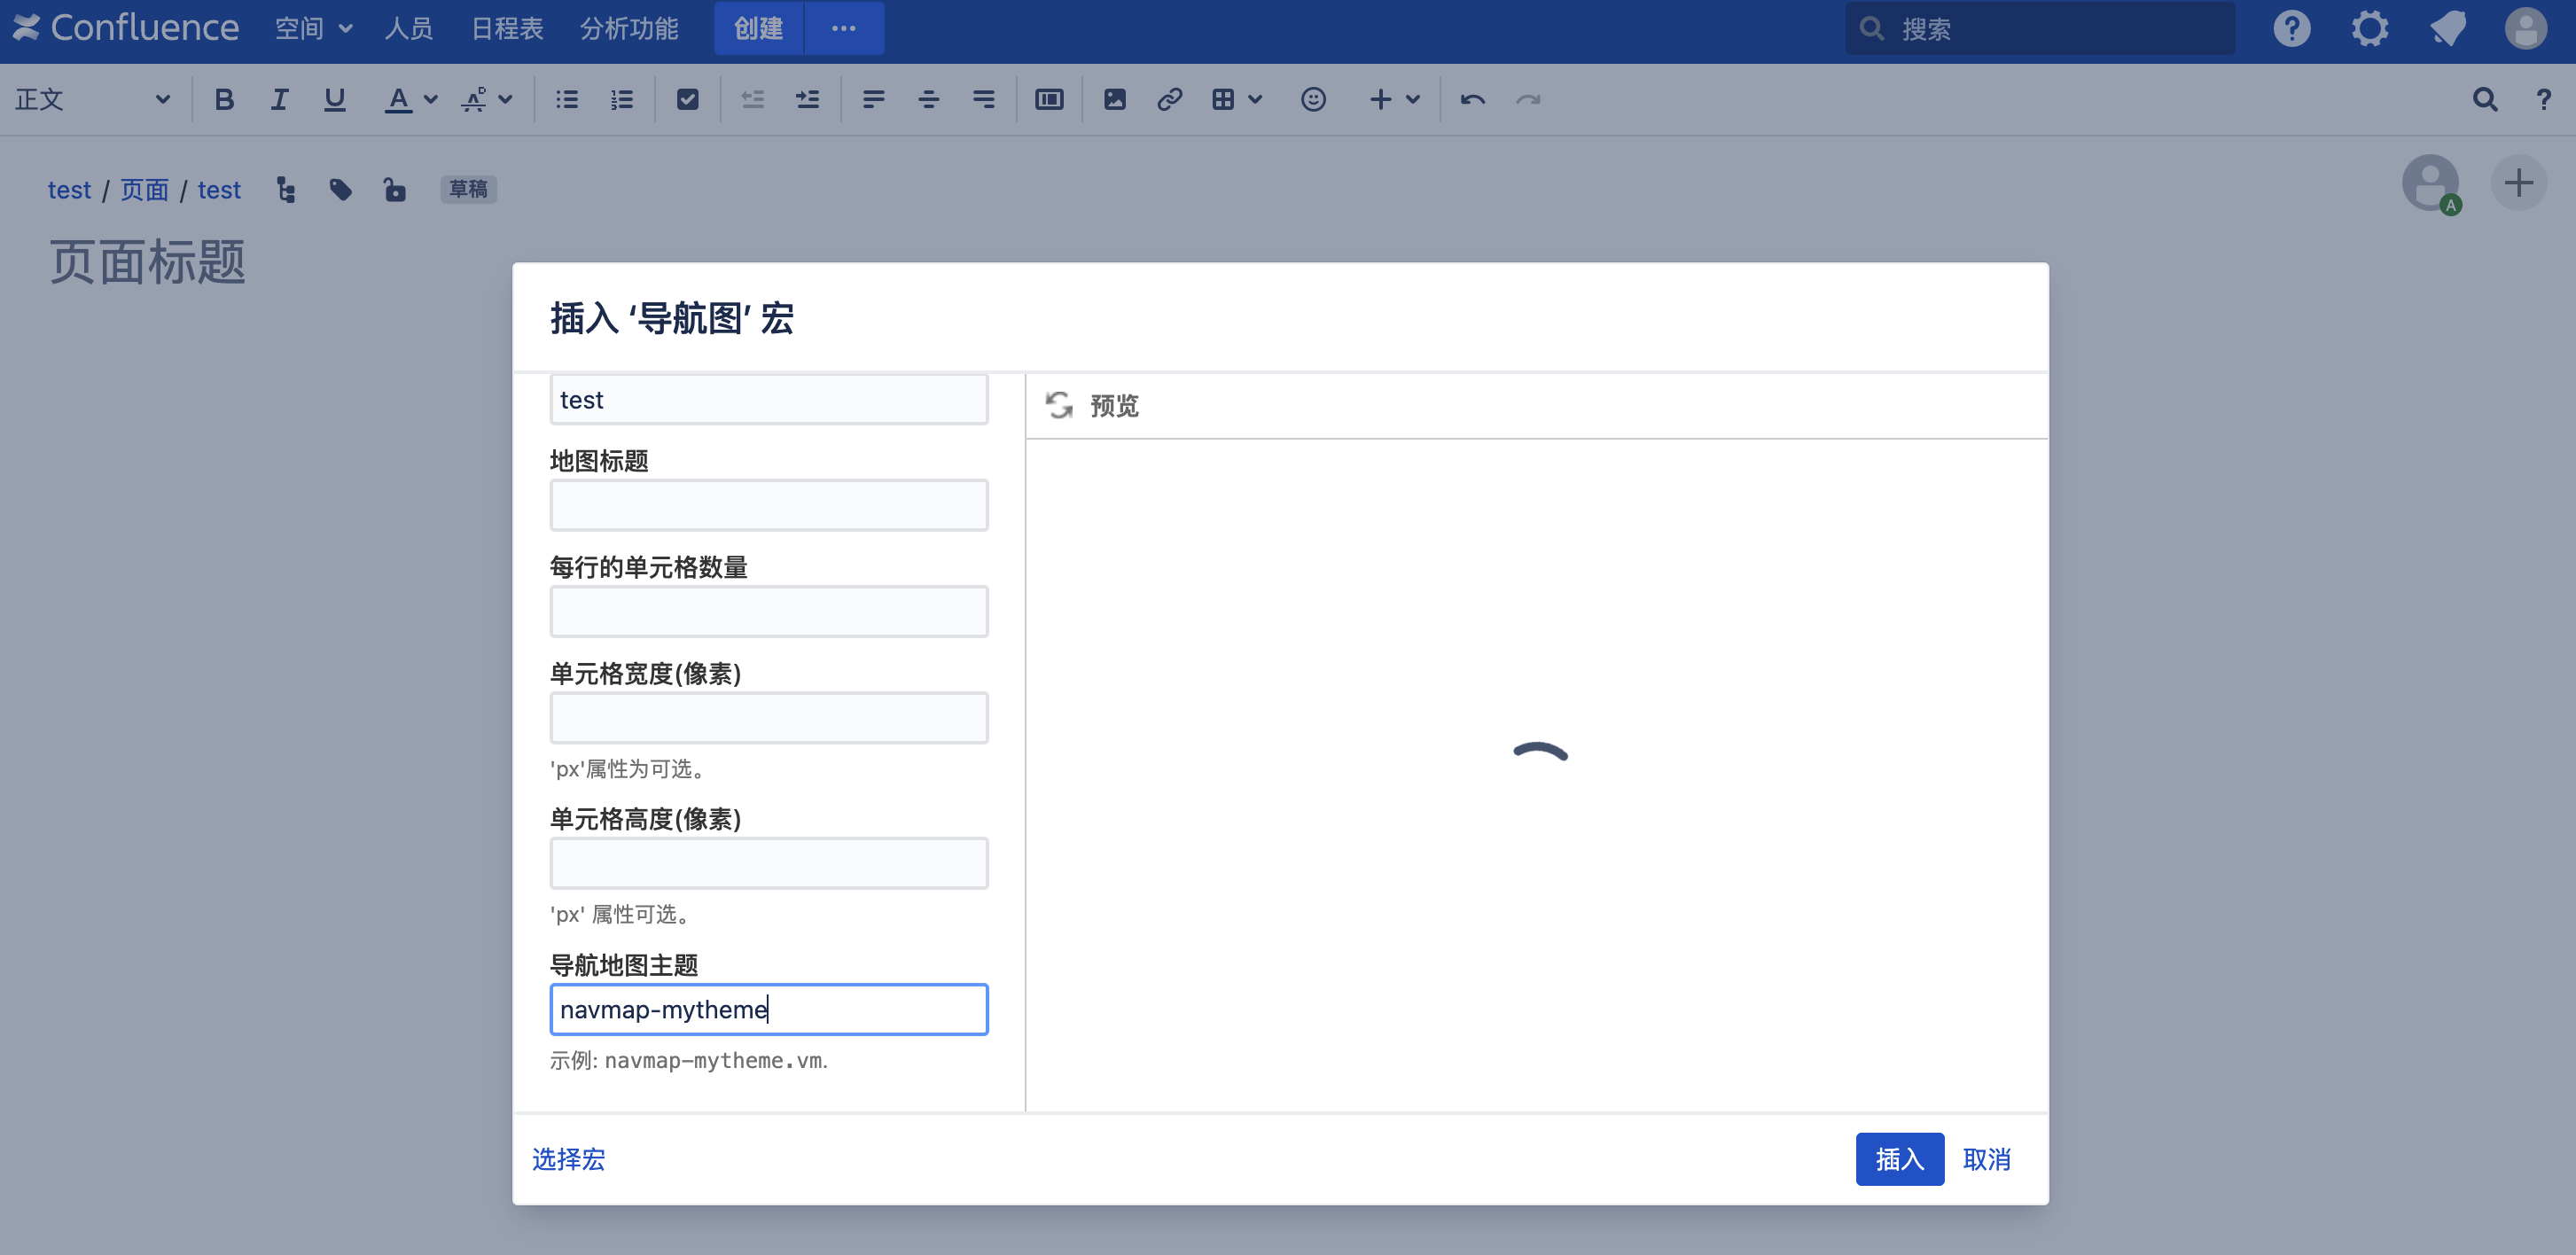 Confluence 空间 人员 日程表 分析功能 创建 ··· 搜索
正文
test / 页面 / test 草稿
A
页面标题
插入 ‘导航图’ 宏
test
预览
地图标题
每行的单元格数量
单元格宽度(像素)
'px'属性为可选。
单元格高度(像素)
'px' 属性可选。
导航地图主题
navmap-mytheme
示例: navmap-mytheme.vm.
选择宏 插入 取消